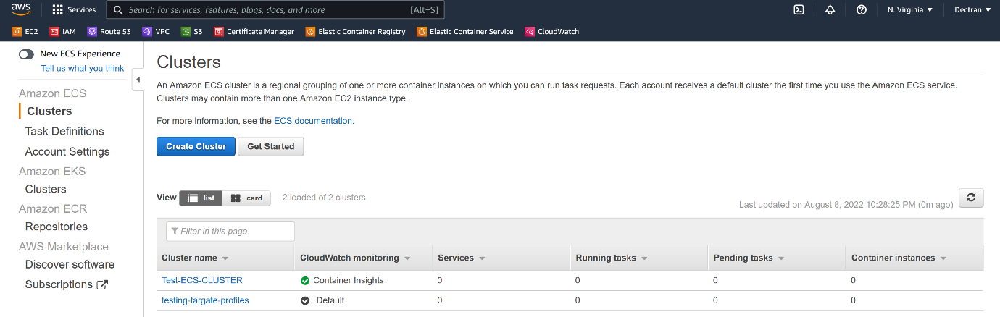 aws Services Search for services, features, blogs, docs, and more [Alt+S] N. Virginia Dectran
EC2 IAM Route 53 VPC S3 Certificate Manager Elastic Container Registry Elastic Container Service CloudWatch
New ECS Experience
Tell us what you think
Amazon ECS
Clusters
Task Definitions
Account Settings
Amazon EKS
Clusters
Amazon ECR
Repositories
AWS Marketplace
Discover software
Subscriptions
Clusters
An Amazon ECS cluster is a regional grouping of one or more container instances on which you can run task requests. Each account receives a default cluster the first time you use the Amazon ECS service.
Clusters may contain more than one Amazon EC2 instance type.
For more information, see the ECS documentation.
Create Cluster Get Started
View list card 2 loaded of 2 clusters
Last updated on August 8, 2022 10:28:25 PM (0m ago)
Filter in this page
Cluster name CloudWatch monitoring Services Running tasks Pending tasks Container instances
Test-ECS-CLUSTER Container Insights 0 0 0 0
testing-fargate-profiles Default 0 0 0 0